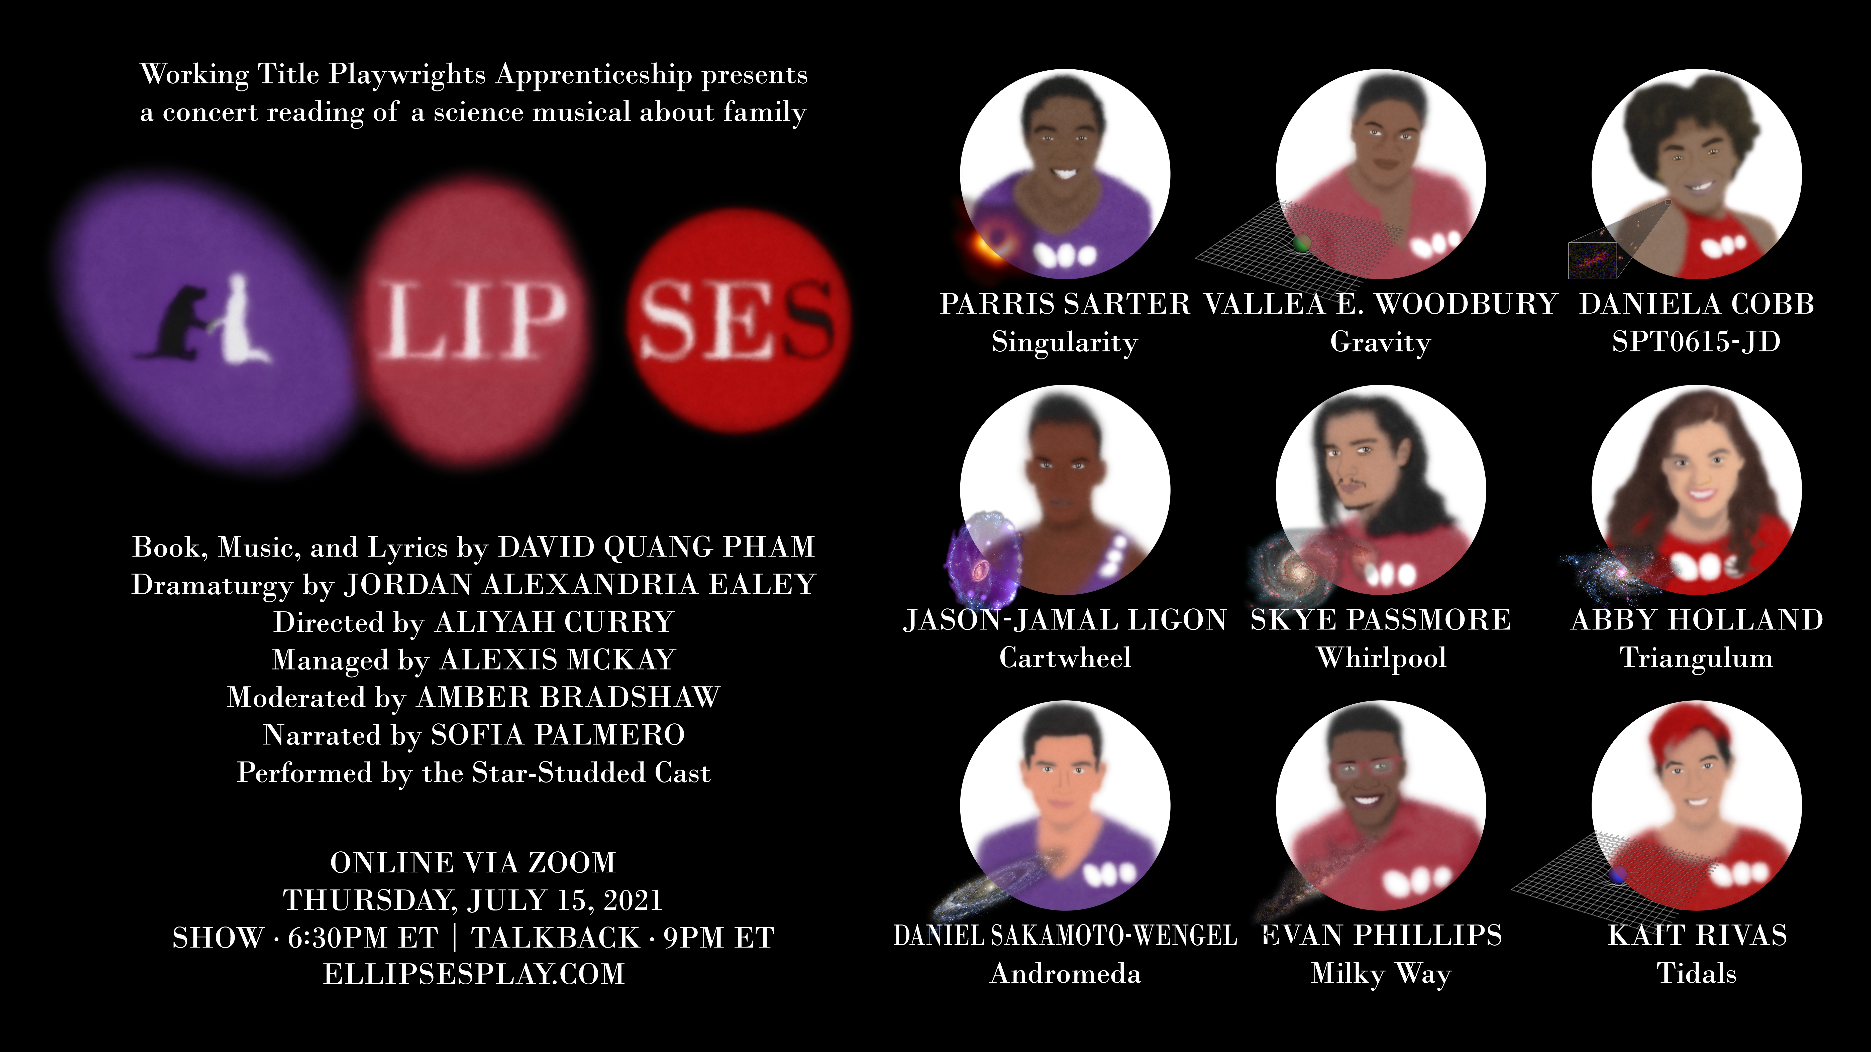 Working Title Playwrights Apprenticeship presents
a concert reading of a science musical about family
LIP
SES
Book, Music, and Lyrics by DAVID QUANG PHAM
Dramaturgy by JORDAN ALEXANDRIA EALEY
Directed by ALIYAH CURRY
Managed by ALEXIS MCKAY
Moderated by AMBER BRADSHAW
Narrated by SOFIA PALMERO
Performed by the Star-Studded Cast
ONLINE VIA ZOOM
THURSDAY, JULY 15, 2021
SHOW · 6:30PM ET | TALKBACK · 9PM ET
ELLIPSESPLAY.COM
PARRIS SARTER
Singularity
VALLEA E. WOODBURY
Gravity
DANIELA COBB
SPT0615-JD
JASON-JAMAL LIGON
Cartwheel
SKYE PASSMORE
Whirlpool
ABBY HOLLAND
Triangulum
DANIEL SAKAMOTO-WENGEL
Andromeda
EVAN PHILLIPS
Milky Way
KAIT RIVAS
Tidals